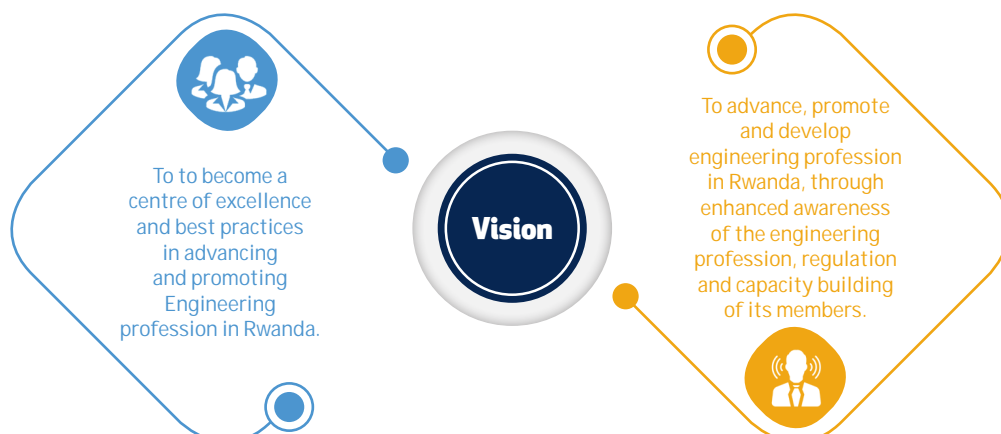 To to become a
centre of excellence
and best practices
in advancing
and promoting
Engineering
profession in Rwanda.
Vision
To advance, promote
and develop
engineering profession
in Rwanda, through
enhanced awareness
of the engineering
profession, regulation
and capacity building
of its members.